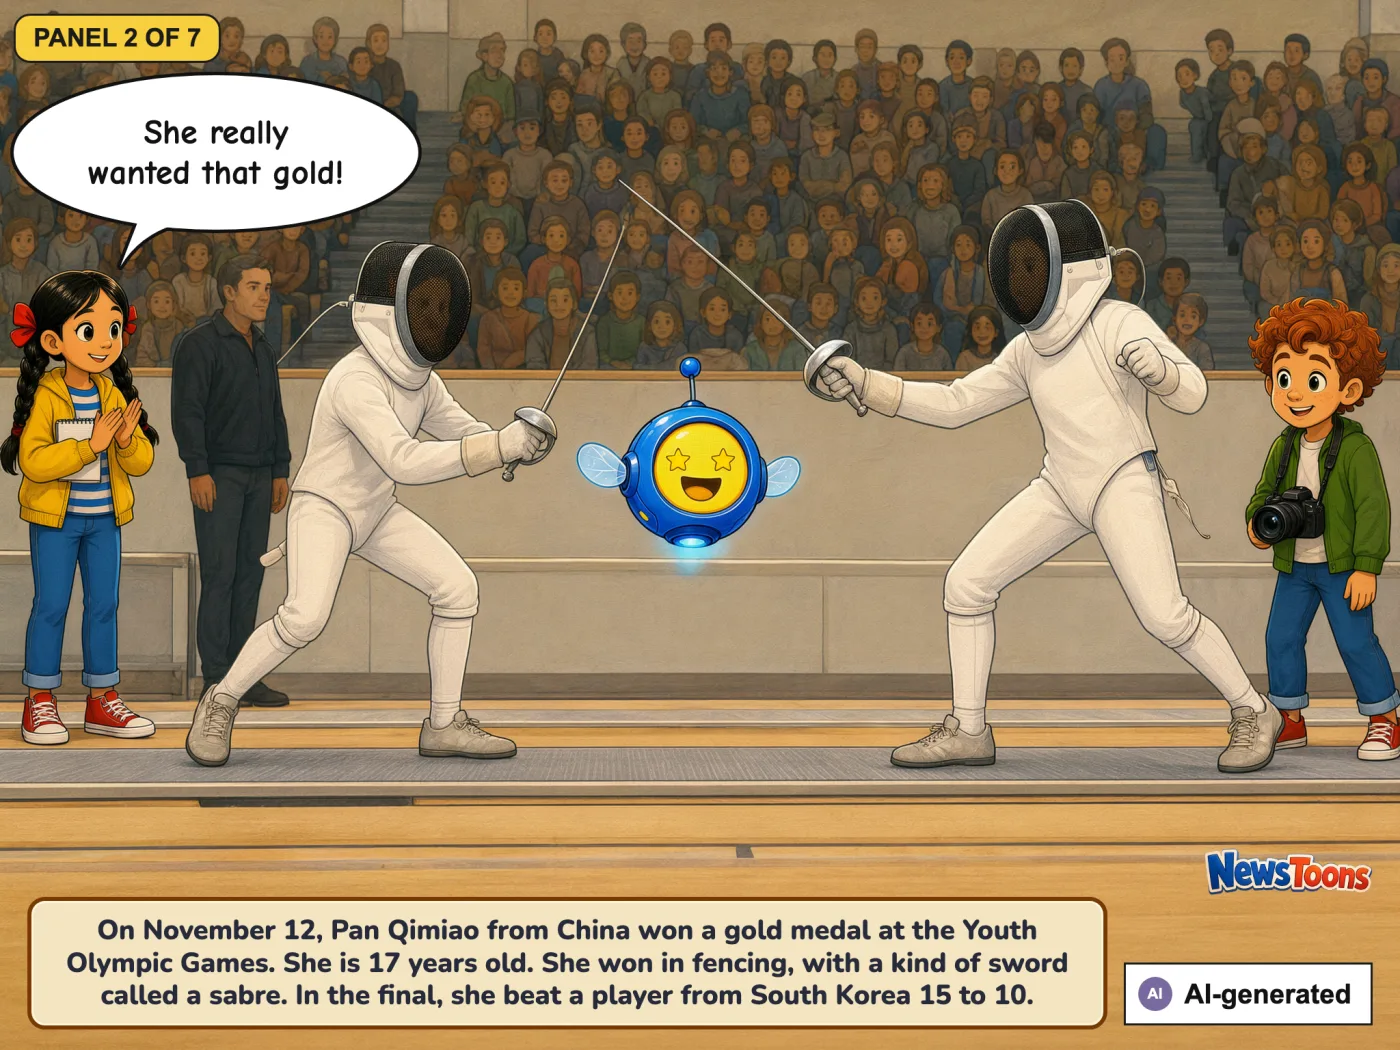 PANEL 2 OF 7
She really
wanted that gold!
NewsToons
On November 12, Pan Qimiao from China won a gold medal at the Youth
Olympic Games. She is 17 years old. She won in fencing, with a kind of sword
called a sabre. In the final, she beat a player from South Korea 15 to 10.
AI AI-generated